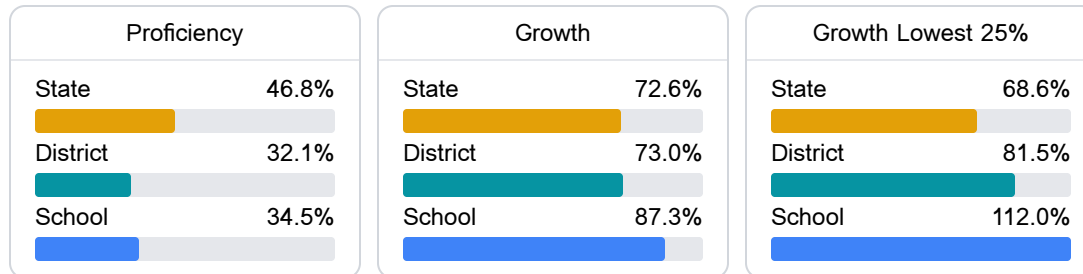 Proficiency
State 46.8%
District 32.1%
School 34.5%
Growth
State 72.6%
District 73.0%
School 87.3%
Growth Lowest 25%
State 68.6%
District 81.5%
School 112.0%